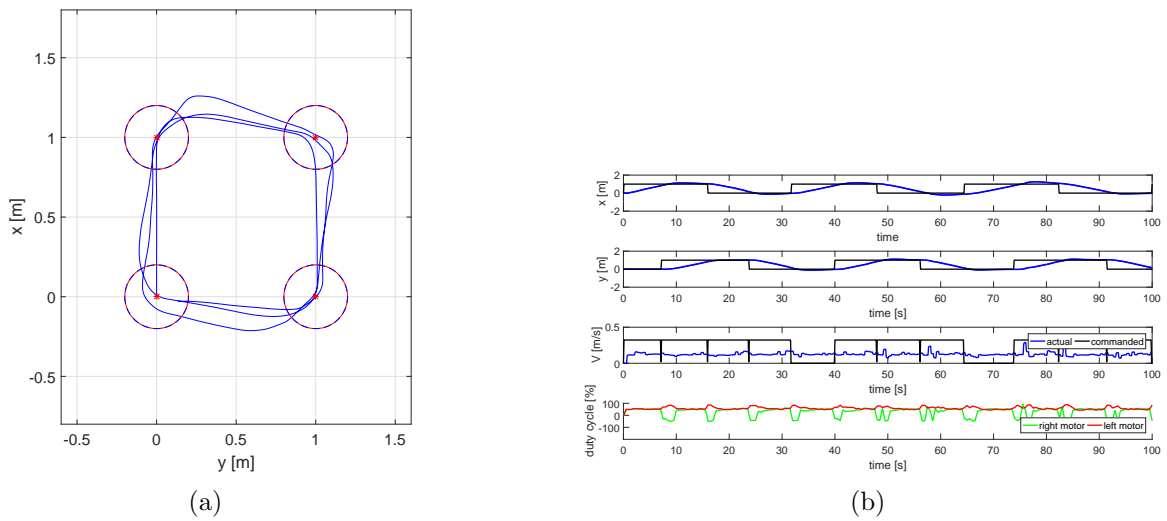 1.5
1
0.5
0
-0.5
x [m]
-0.5 0 0.5 1 1.5
y [m]
(a)
2
0
-2
x [m]
0 10 20 30 40 50 60 70 80 90 100
time
2
0
-2
y [m]
0 10 20 30 40 50 60 70 80 90 100
time [s]
0.5
0
V [m/s]
actual commanded
0 10 20 30 40 50 60 70 80 90 100
time [s]
100
0
-100
duty cycle [%]
right motor left motor
0 10 20 30 40 50 60 70 80 90 100
time [s]
(b)